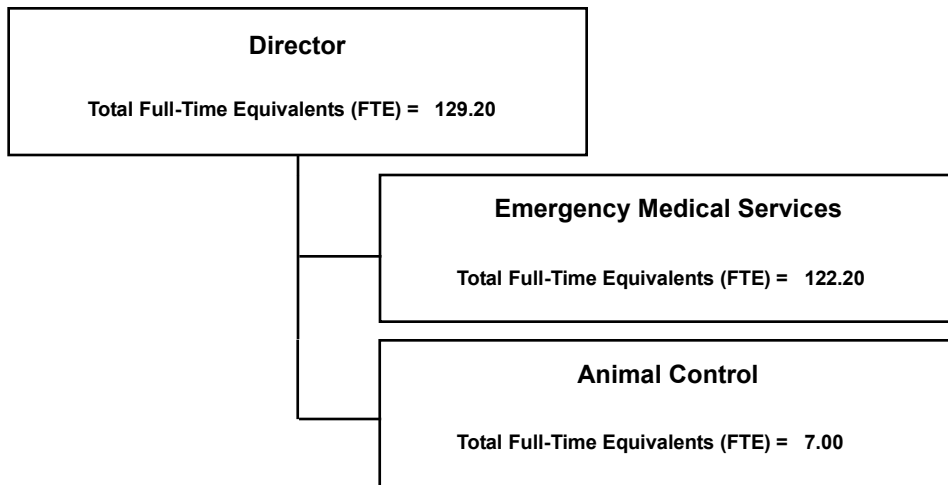 Director
Total Full-Time Equivalents (FTE) = 129.20
Emergency Medical Services
Total Full-Time Equivalents (FTE) = 122.20
Animal Control
Total Full-Time Equivalents (FTE) = 7.00